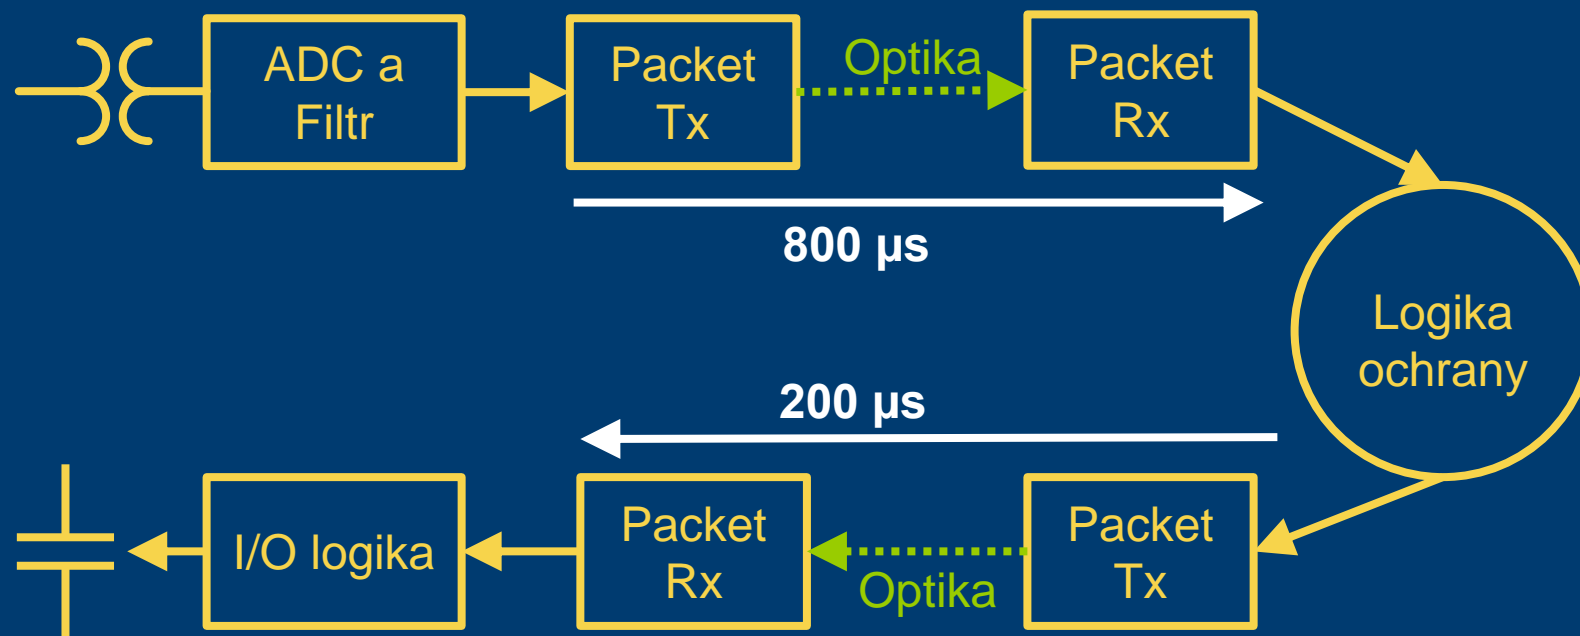 ADC a
Filtr
Packet
Tx
Optika
Packet
Rx
800 µs
Logika
ochrany
200 µs
I/O logika
Packet
Rx
Optika
Packet
Tx